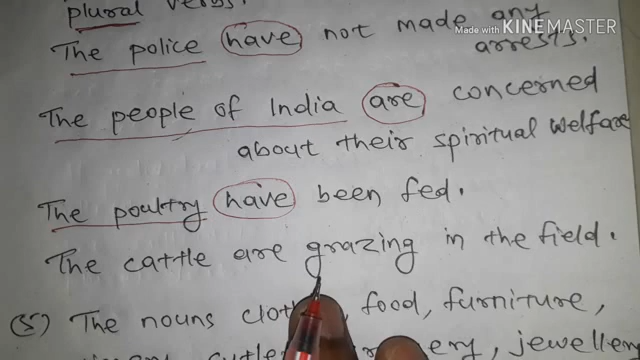 plural verbs.
Made with KINEMASTER
The police have not made any
arrests.
The people of India are concerned
about their spiritual welfare
The poultry have been fed.
The cattle are grazing in the field.
(5) The nouns food, furniture,
jewellery